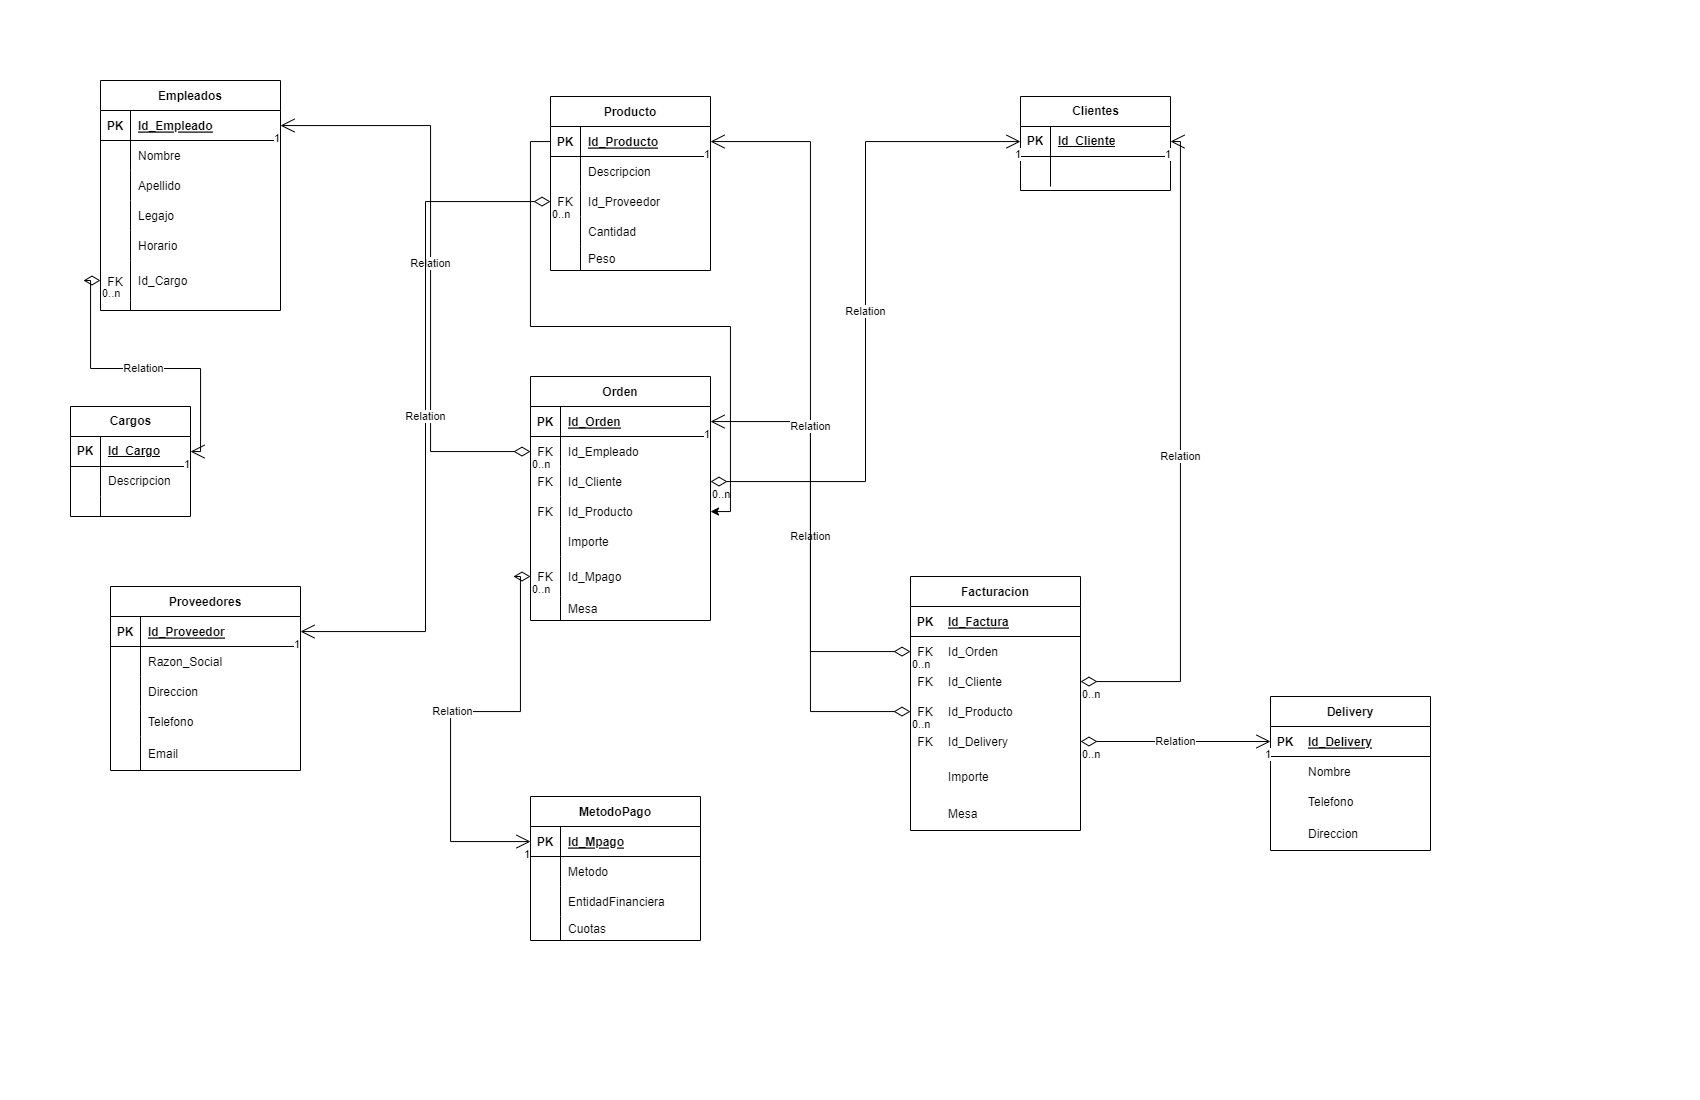 Empleados
PK Id_Empleado
1
Nombre
Apellido
Legajo
Horario
FK Id_Cargo
0..n
Relation
Cargos
PK Id_Cargo
1
Descripcion
Proveedores
PK Id_Proveedor
1
Razon_Social
Direccion
Telefono
Email
Relation
Relation
Producto
PK Id_Producto
1
Descripcion
FK Id_Proveedor
0..n
Cantidad
Peso
Orden
PK Id_Orden
1
FK Id_Empleado
0..n
FK Id_Cliente
0..n
FK Id_Producto
Importe
FK Id_Mpago
0..n
Mesa
Relation
MetodoPago
PK Id_Mpago
1
Metodo
EntidadFinanciera
Cuotas
Relation
Relation
Relation
Clientes
PK Id_Cliente
1 1
Relation
Facturacion
PK Id_Factura
FK Id_Orden
0..n
FK Id_Cliente
0..n
FK Id_Producto
0..n
FK Id_Delivery
0..n
Importe
Mesa
Relation
Delivery
PK Id_Delivery
1
Nombre
Telefono
Direccion